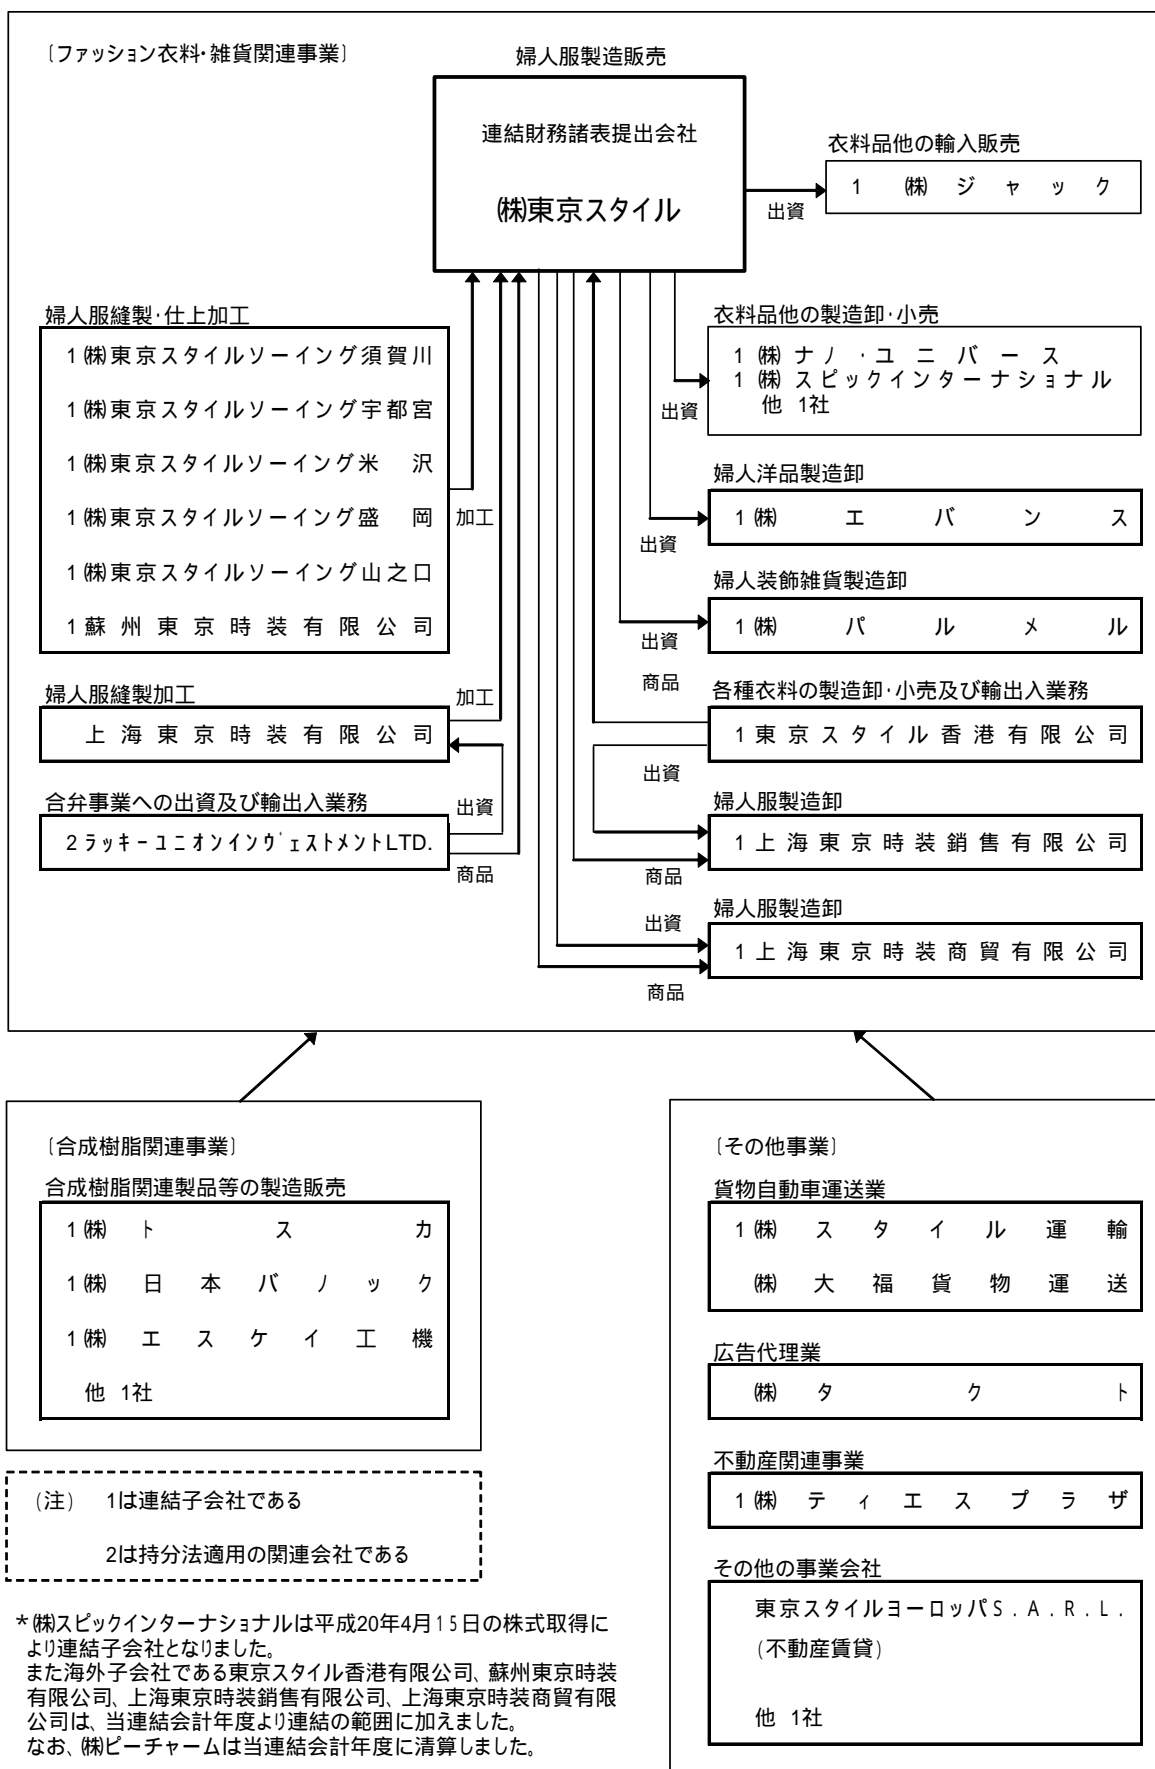 〔ファッション衣料・雑貨関連事業〕
婦人服製造販売
連結財務諸表提出会社
㈱東京スタイル
衣料品他の輸入販売
1 ㈱ジャック
出資
婦人服縫製・仕上加工
1㈱東京スタイルソーイング須賀川
1㈱東京スタイルソーイング宇都宮
1㈱東京スタイルソーイング米沢
1㈱東京スタイルソーイング盛岡
1㈱東京スタイルソーイング山之口
1蘇州東京時装有限公司
加工
婦人服縫製加工
上海東京時装有限公司
加工
合弁事業への出資及び輸出入業務
2ラッキーユニオンインヴェストメントLTD.
出資
商品
衣料品他の製造卸・小売
1㈱ナノ・ユニバース
1㈱スピックインターナショナル
他 1社
出資
婦人洋品製造卸
1㈱エバンス
出資
婦人装飾雑貨製造卸
1㈱パルメル
出資
商品
各種衣料の製造卸・小売及び輸出入業務
1東京スタイル香港有限公司
出資
婦人服製造卸
1上海東京時装銷售有限公司
商品
婦人服製造卸
出資
1上海東京時装商貿有限公司
商品
〔合成樹脂関連事業〕
合成樹脂関連製品等の製造販売
1㈱トスカ
1㈱日本バノック
1㈱エスケイ工機
他 1社
〔その他事業〕
貨物自動車運送業
1㈱スタイル運輸
㈱大福貨物運送
広告代理業
㈱タクト
不動産関連事業
1㈱ティエスプラザ
その他の事業会社
東京スタイルヨーロッパS．A．R．L．
(不動産賃貸)
他 1社
(注) 1は連結子会社である
2は持分法適用の関連会社である
*㈱スピックインターナショナルは平成20年4月15日の株式取得に
より連結子会社となりました。
また海外子会社である東京スタイル香港有限公司、蘇州東京時装
有限公司、上海東京時装銷售有限公司、上海東京時装商貿有限
公司は、当連結会計年度より連結の範囲に加えました。
なお、㈱ピーチャームは当連結会計年度に清算しました。